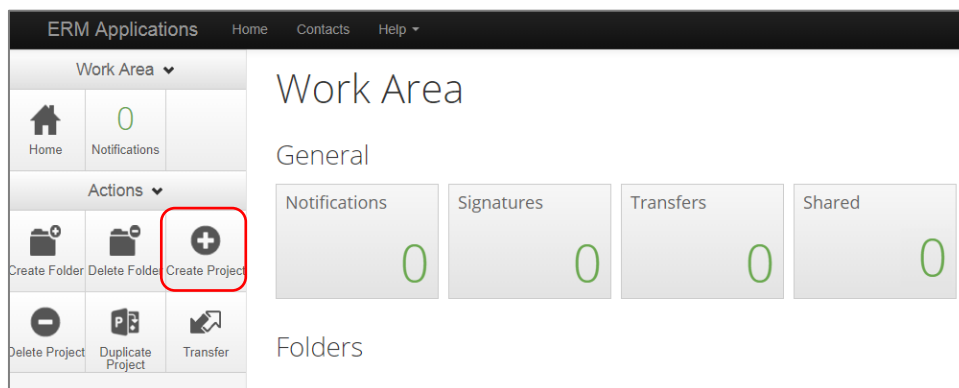 ERM Applications Home Contacts Help
Work Area
Home
0
Notifications
Actions
Create Folder
Delete Folder
Create Project
Delete Project
Duplicate
Project
Transfer
Work Area
General
Notifications
0
Signatures
0
Transfers
0
Shared
0
Folders